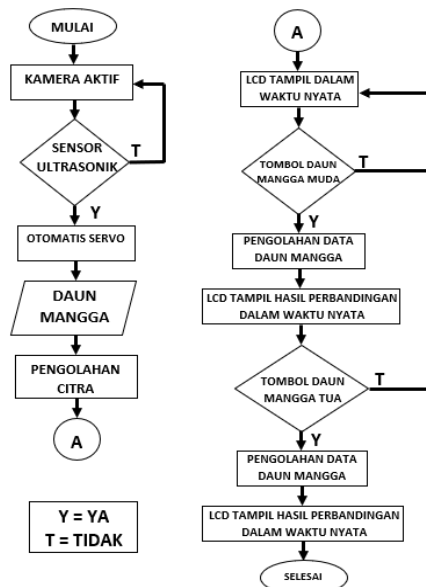 MULAI
KAMERA AKTIF
SENSOR
ULTRASONIK
T
Y
OTOMATIS SERVO
DAUN
MANGGA
PENGOLAHAN
CITRA
A
Y = YA
T = TIDAK
A
LCD TAMPIL DALAM
WAKTU NYATA
TOMBOL DAUN
MANGGA MUDA
T
Y
PENGOLAHAN DATA
DAUN MANGGA
LCD TAMPIL HASIL PERBANDINGAN
DALAM WAKTU NYATA
TOMBOL DAUN
MANGGA TUA
T
Y
PENGOLAHAN DATA
DAUN MANGGA
LCD TAMPIL HASIL PERBANDINGAN
DALAM WAKTU NYATA
SELESAI